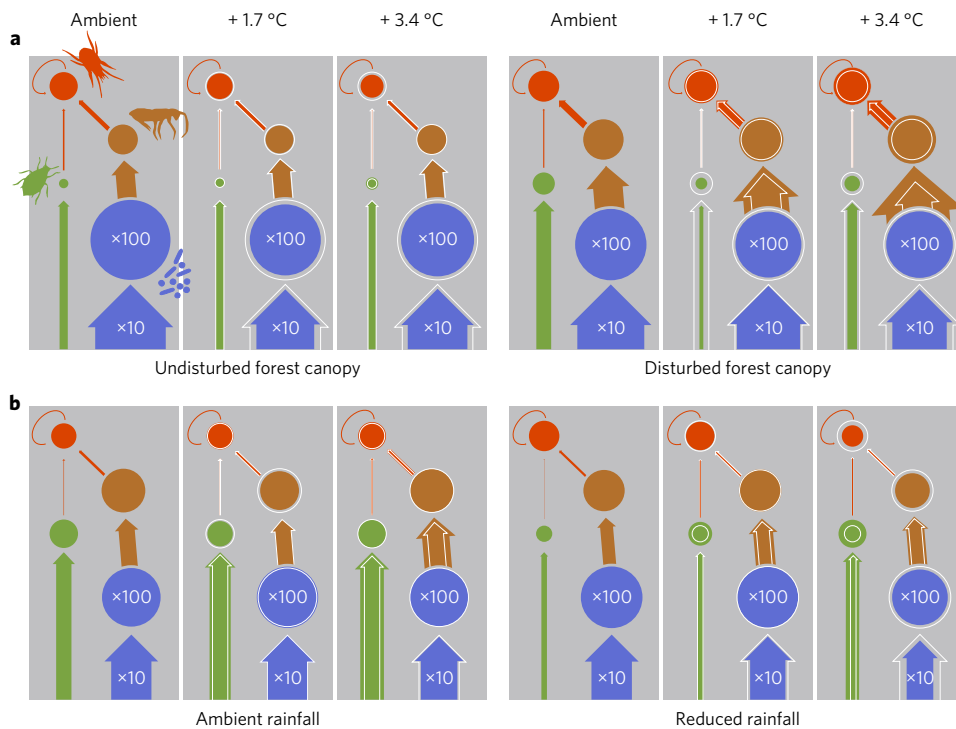 Ambient + 1.7 °C + 3.4 °C Ambient + 1.7 °C + 3.4 °C
a
×100 ×100 ×100 ×100 ×100 ×100
×10 ×10 ×10 ×10 ×10 ×10
Undisturbed forest canopy Disturbed forest canopy
b
×100 ×100 ×100 ×100 ×100 ×100
×10 ×10 ×10 ×10 ×10 ×10
Ambient rainfall Reduced rainfall